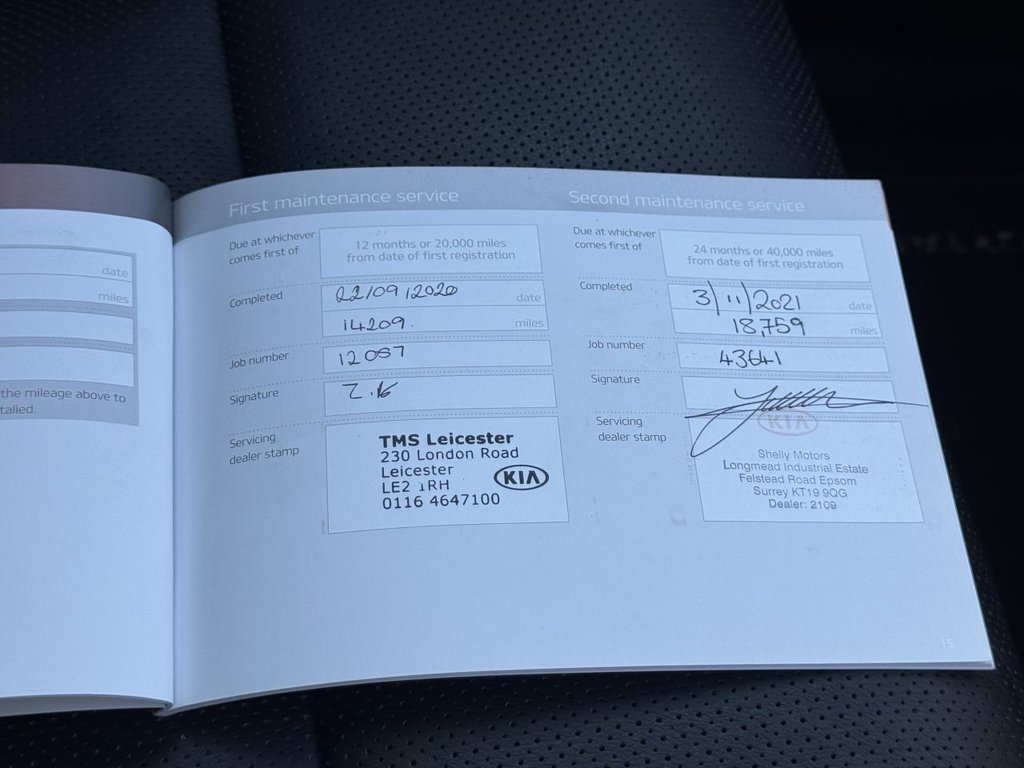 date
miles
the mileage above to
talled.
First maintenance service
Due at whichever
comes first of
12 months or 20,000 miles
from date of first registration
Completed
22/09/2020
date
14209.
miles
Job number
12057
Signature
Z.K
Servicing
dealer stamp
TMS Leicester
230 London Road
Leicester
LE2 1RH
0116 4647100
KIA
Second maintenance service
Due at whichever
comes first of
24 months or 40,000 miles
from date of first registration
Completed
3/11/2021
date
18,759
miles
Job number
43641
Signature
Servicing
dealer stamp
KIA
Shelly Motors
Longmead Industrial Estate
Felstead Road Epsom
Surrey KT19 9QG
Dealer: 2109
15